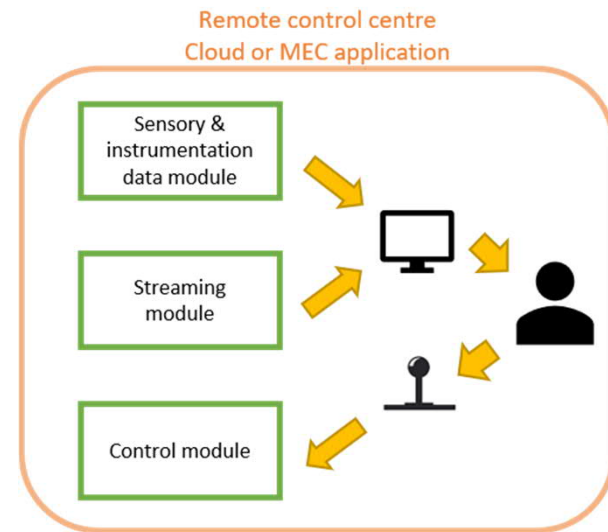 Remote control centre
Cloud or MEC application
Sensory &
instrumentation
data module
Streaming
module
Control module